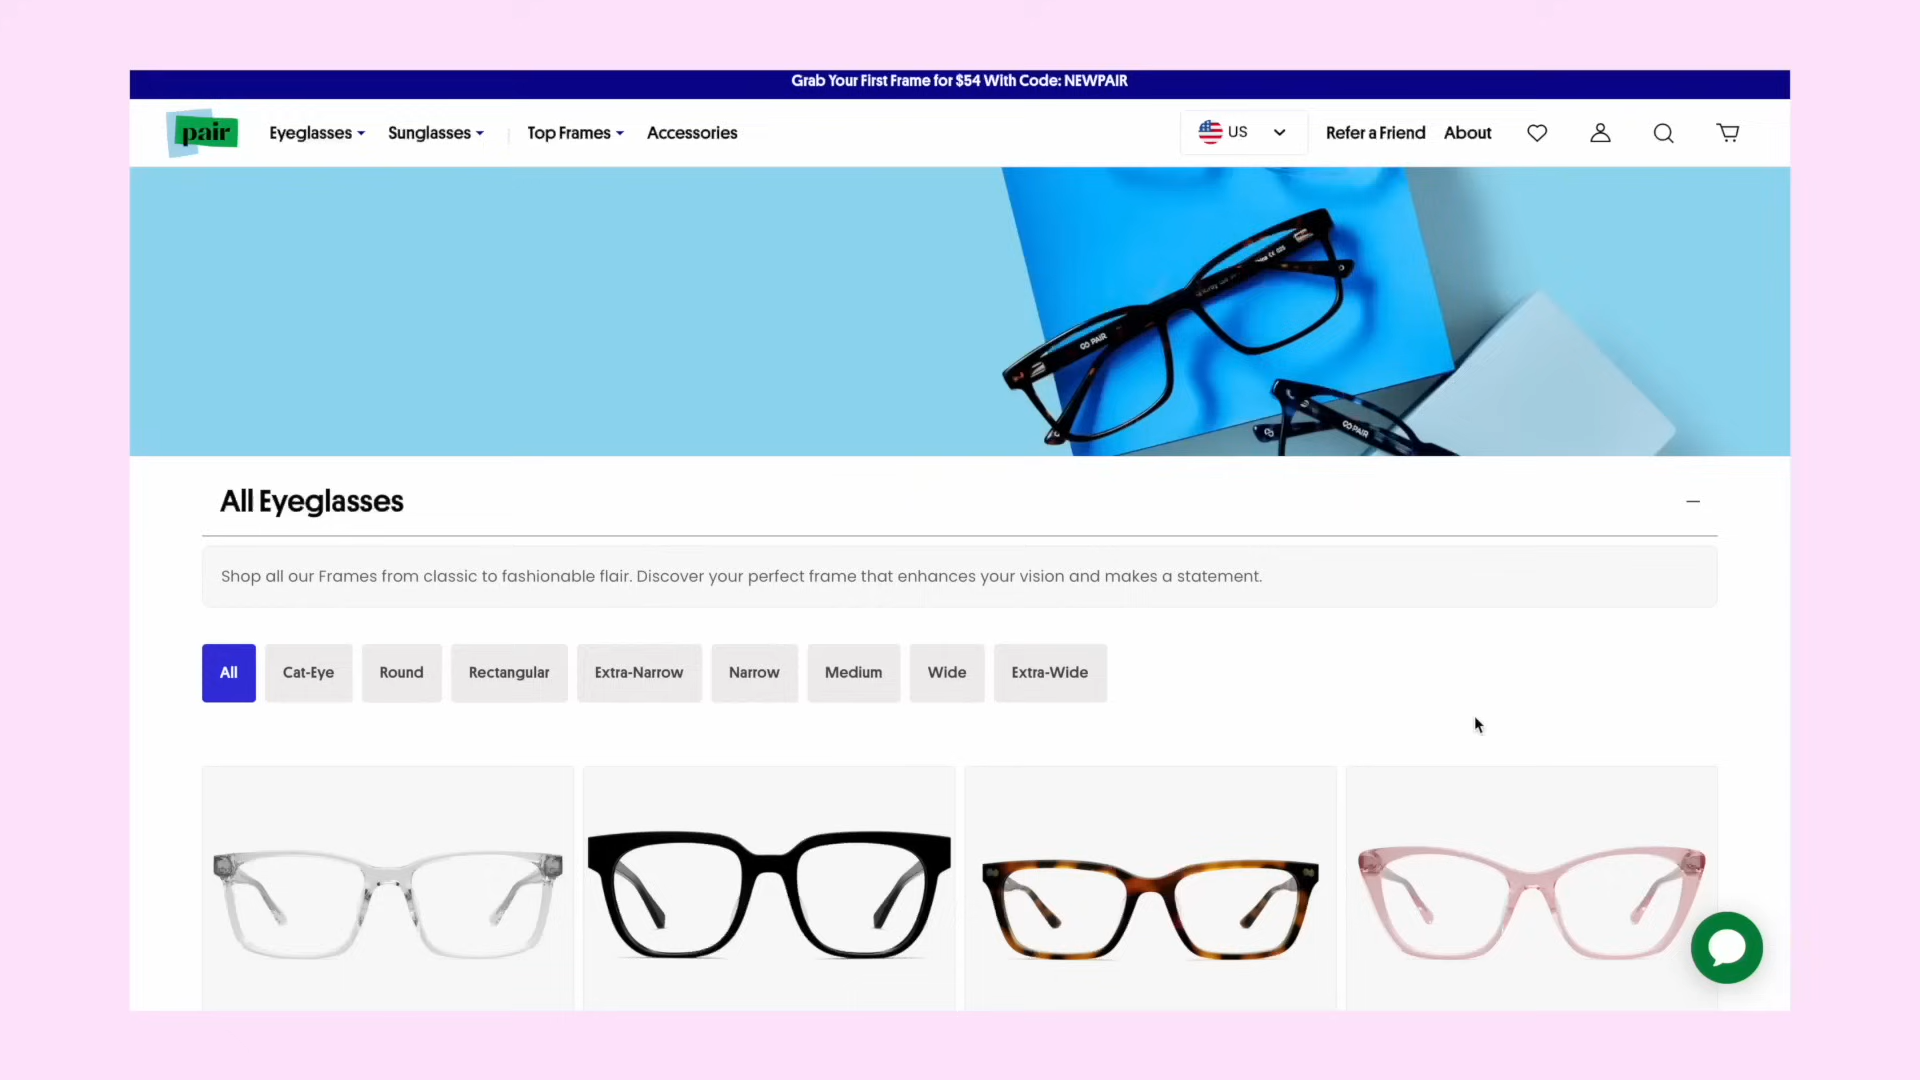 Grab Your First Frame for $54 With Code: NEWPAIR
pair
Eyeglasses
Sunglasses
Top Frames
Accessories
US
Refer a Friend
About
PAIR
PAIR
All Eyeglasses
Shop all our Frames from classic to fashionable flair. Discover your perfect frame that enhances your vision and makes a statement.
All
Cat-Eye
Round
Rectangular
Extra-Narrow
Narrow
Medium
Wide
Extra-Wide